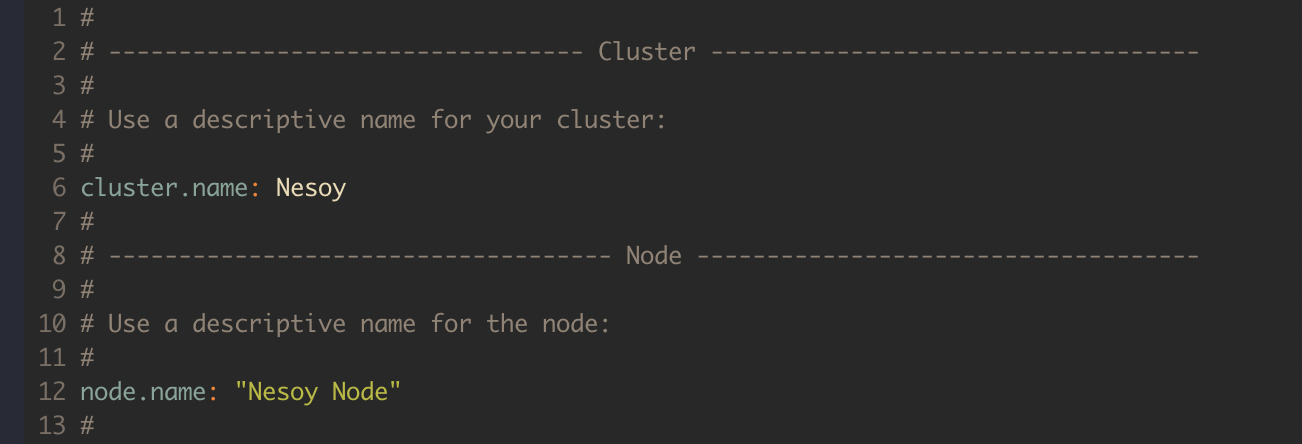 1 #
2 # ---------------------------------- Cluster -----------------------------------
3 #
4 # Use a descriptive name for your cluster:
5 #
6 cluster.name: Nesoy
7 #
8 # ------------------------------------ Node ------------------------------------
9 #
10 # Use a descriptive name for the node:
11 #
12 node.name: "Nesoy Node"
13 #